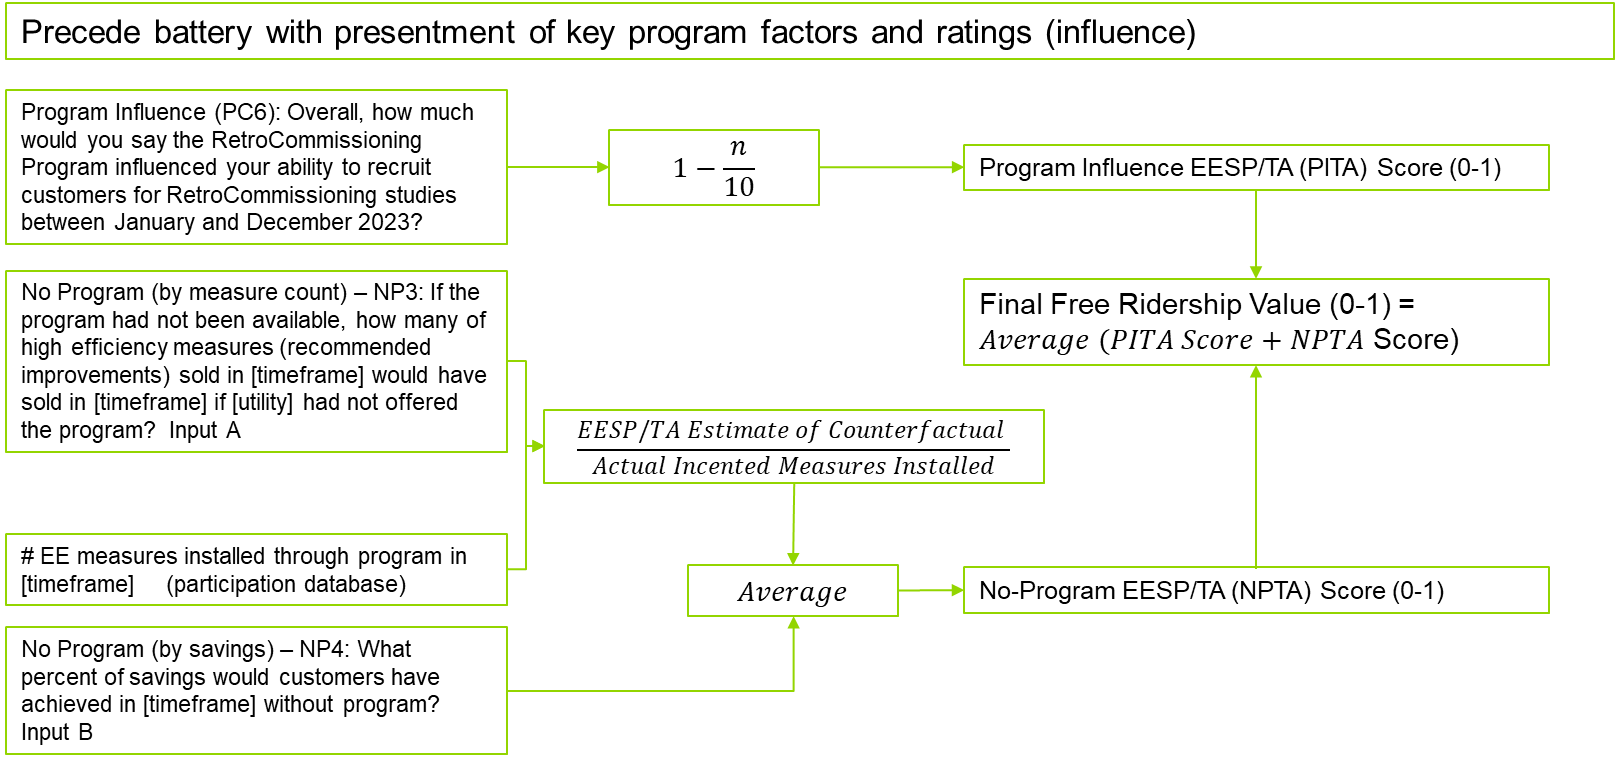 Precede battery with presentment of key program factors and ratings (influence)
Program Influence (PC6): Overall, how much
would you say the RetroCommissioning
Program influenced your ability to recruit
customers for RetroCommissioning studies
between January and December 2023?
1 − n/10
Program Influence EESP/TA (PITA) Score (0-1)
No Program (by measure count) – NP3: If the
program had not been available, how many of
high efficiency measures (recommended
improvements) sold in [timeframe] would have
sold in [timeframe] if [utility] had not offered
the program?  Input A
Final Free Ridership Value (0-1) =
Average (PITA Score + NPTA Score)
EESP/TA Estimate of Counterfactual
Actual Incented Measures Installed
# EE measures installed through program in
[timeframe]    (participation database)
Average
No-Program EESP/TA (NPTA) Score (0-1)
No Program (by savings) – NP4: What
percent of savings would customers have
achieved in [timeframe] without program?
Input B